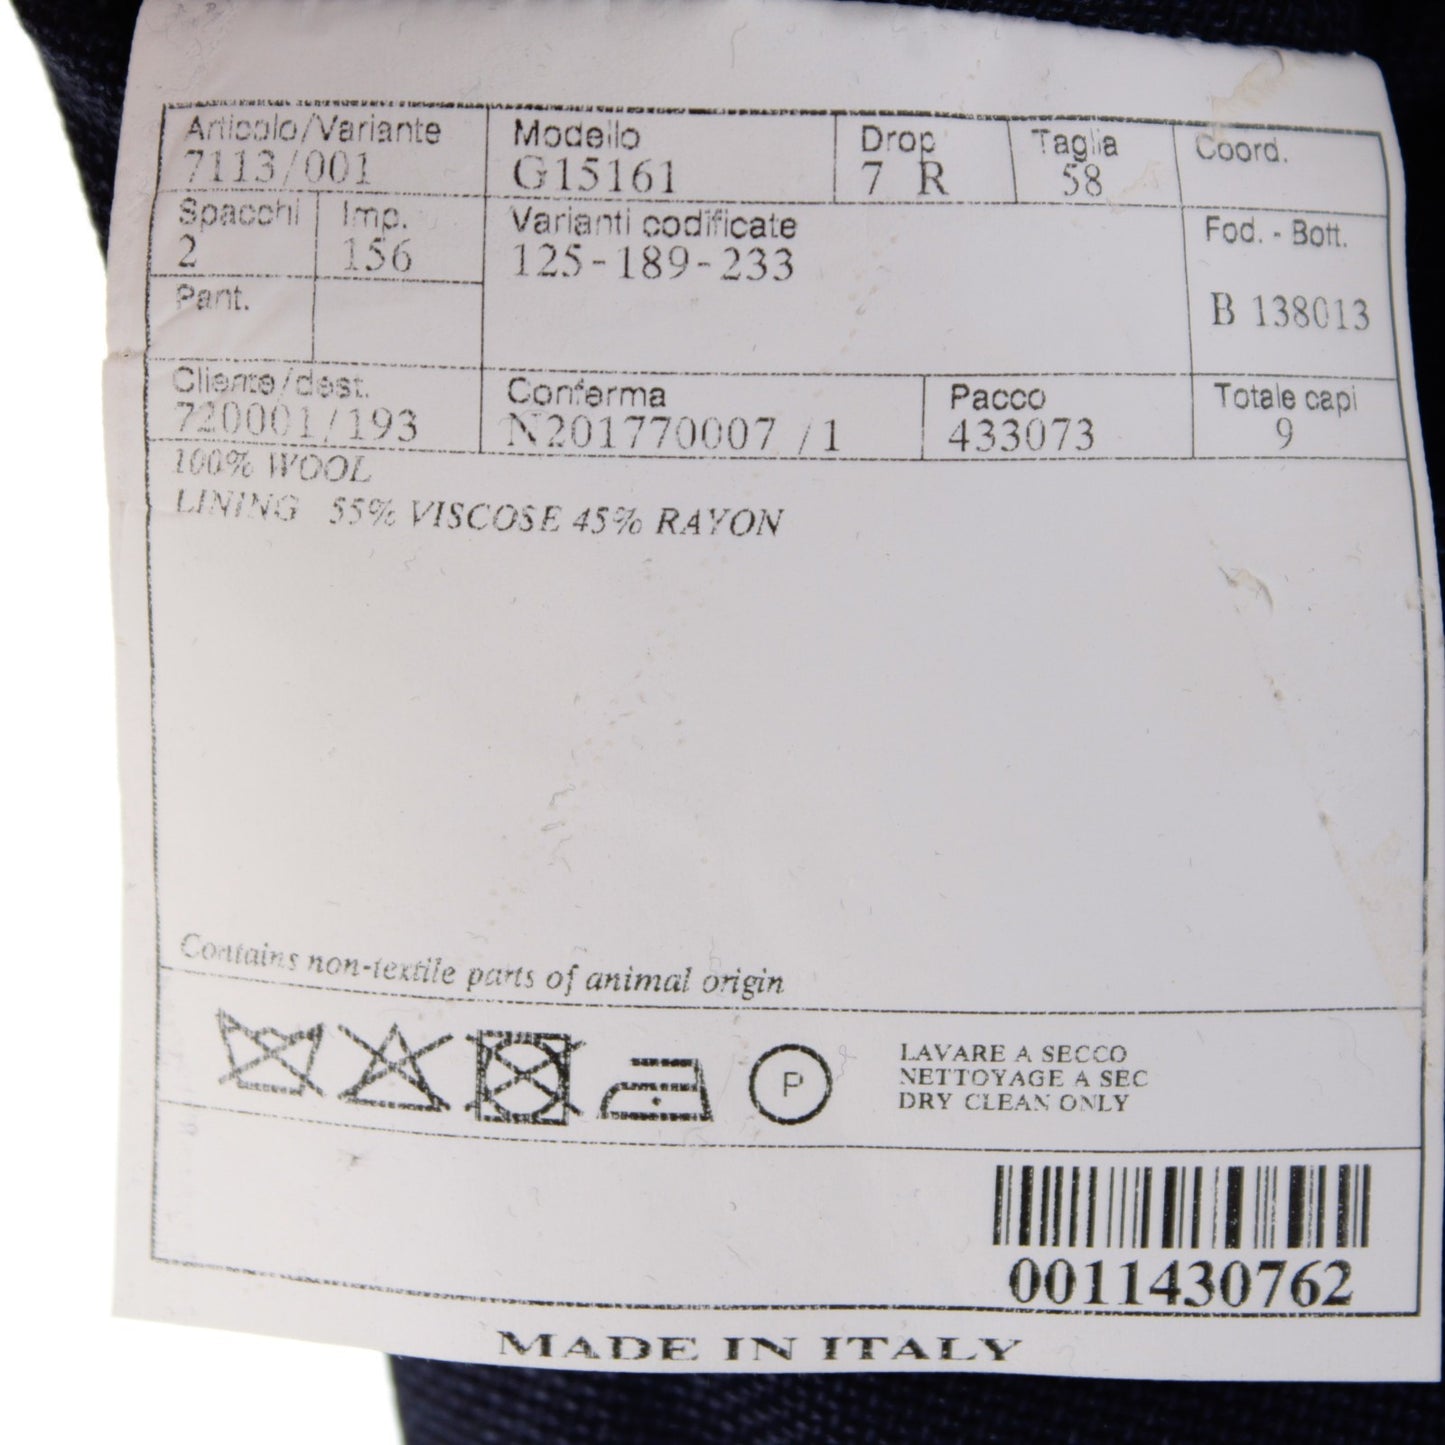 Articolo/Variante Modello Drop Taglia Coord.
7113/001 G15161 7 R 58
Spacchi Imp. Varianti codificate Fod. - Bott.
2 156 125-189-233
Pant. B 138013
Cliente/dest. Conferma Pacco Totale capi
720001/193 N201770007 /1 433073 9
100% WOOL
LINING 55% VISCOSE 45% RAYON
Contains non-textile parts of animal origin
P
LAVARE A SECCO
NETTOYAGE A SEC
DRY CLEAN ONLY
0011430762
MADE IN ITALY